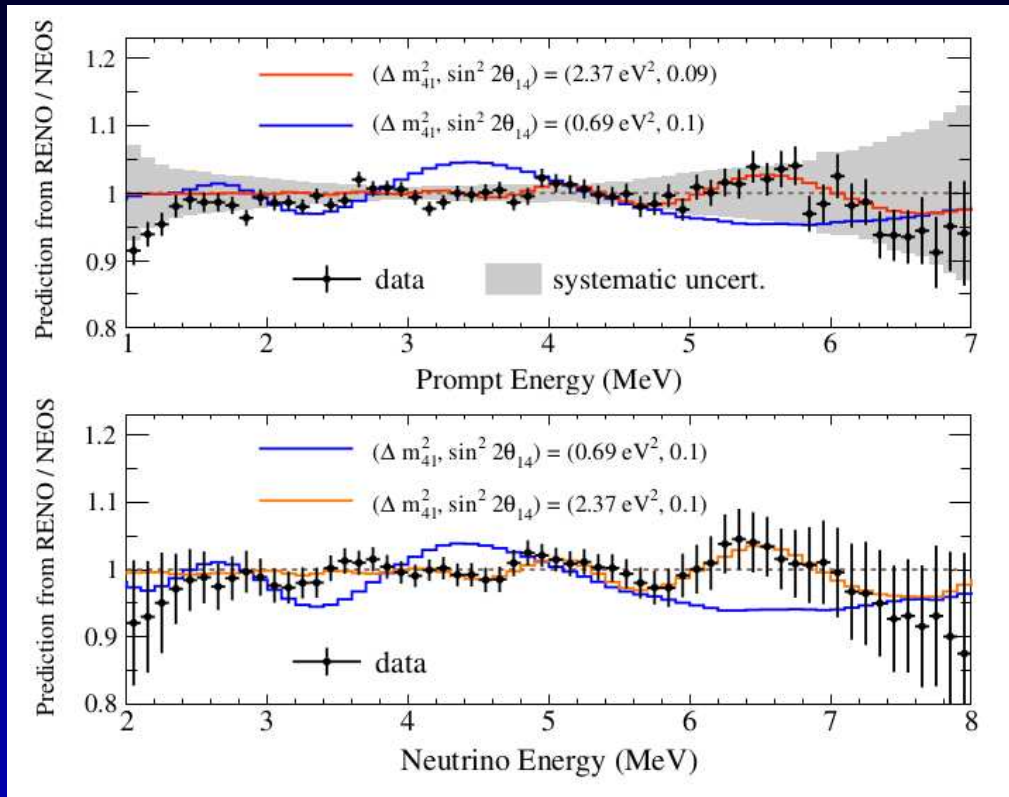 Prediction from RENO / NEOS
1.2
1.1
1
0.9
0.8
(Δ m²₄₁, sin² 2θ₁₄) = (2.37 eV², 0.09)
(Δ m²₄₁, sin² 2θ₁₄) = (0.69 eV², 0.1)
data
systematic uncert.
1 2 3 4 5 6 7
Prompt Energy (MeV)
Prediction from RENO / NEOS
1.2
1.1
1
0.9
0.8
(Δ m²₄₁, sin² 2θ₁₄) = (0.69 eV², 0.1)
(Δ m²₄₁, sin² 2θ₁₄) = (2.37 eV², 0.1)
data
2 3 4 5 6 7 8
Neutrino Energy (MeV)